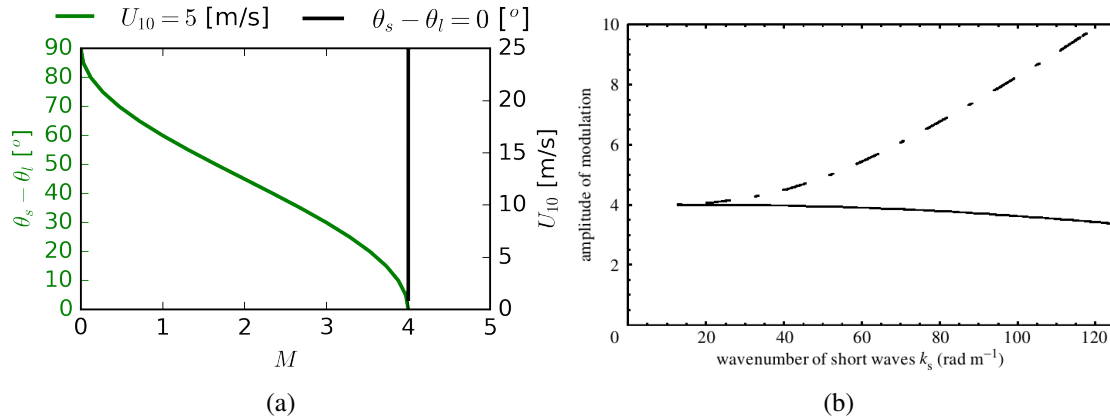 U₁₀ = 5 [m/s]
θₛ − θₗ = 0 [°]
90
80
70
60
50
40
30
20
10
0
θₛ − θₗ [°]
25
20
15
10
5
0
U₁₀ [m/s]
0 1 2 3 4 5
M
(a)
10
8
6
4
2
amplitude of modulation
0 20 40 60 80 100 120
wavenumber of short waves kₛ (rad m⁻¹)
(b)